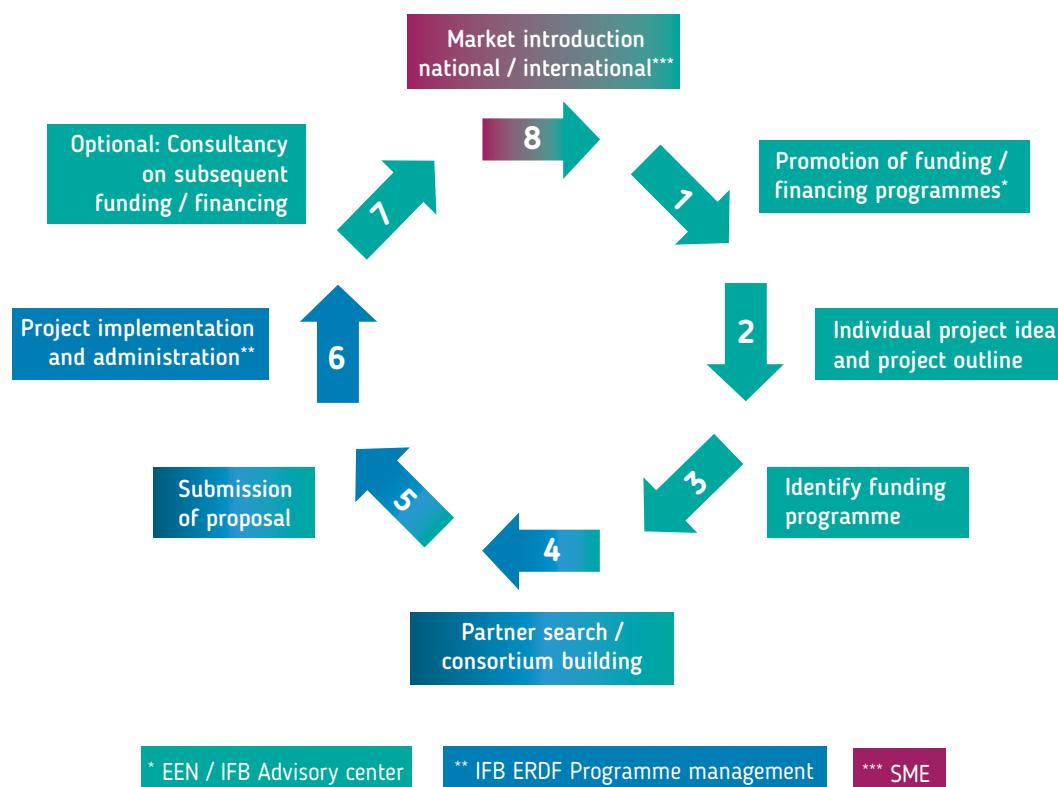 Market introduction
national / international***
8
Optional: Consultancy
on subsequent
funding / financing
7
1
Promotion of funding /
financing programmes*
2
Individual project idea
and project outline
Project implementation
and administration**
6
3
Identify funding
programme
Submission
of proposal
5
4
Partner search /
consortium building
* EEN / IFB Advisory center
** IFB ERDF Programme management
*** SME